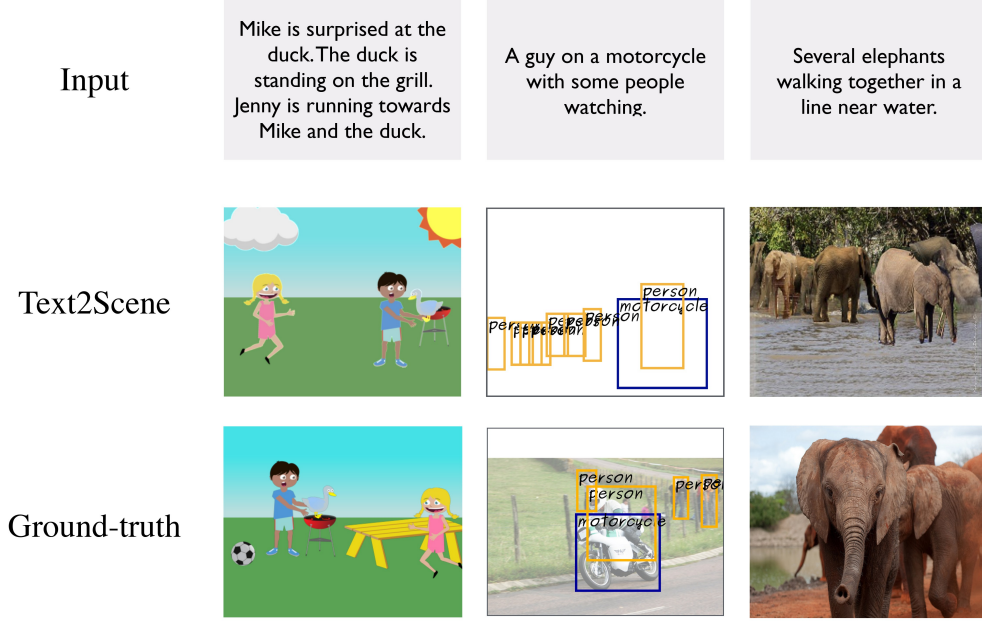 Input
Mike is surprised at the
duck. The duck is
standing on the grill.
Jenny is running towards
Mike and the duck.
A guy on a motorcycle
with some people
watching.
Several elephants
walking together in a
line near water.
Text2Scene
person
motorcycle
person
person
Ground-truth
person
person
person
motorcycle